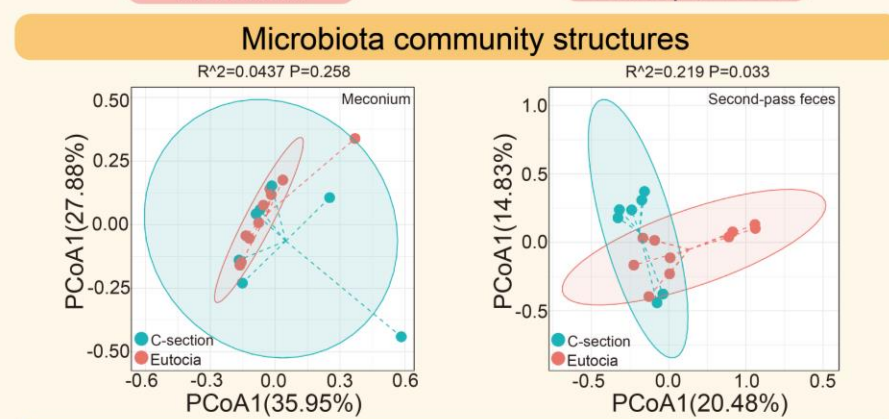 Microbiota community structures
R^2=0.0437 P=0.258
Meconium
PCoA1(27.88%)
0.50
0.25
0.00
-0.25
-0.50
C-section
Eutocia
-0.6 -0.3 0.0 0.3 0.6
PCoA1(35.95%)
R^2=0.219 P=0.033
Second-pass feces
PCoA1(14.83%)
1.0
0.5
0.0
-0.5
C-section
Eutocia
-0.5 0.0 1.0 0.5
PCoA1(20.48%)